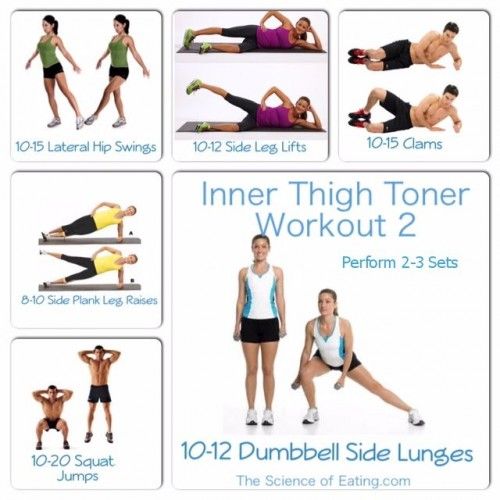 10-15 Lateral Hip Swings
10-12 Side Leg Lifts
10-15 Clams
8-10 Side Plank Leg Raises
Inner Thigh Toner
Workout 2
Perform 2-3 Sets
10-20 Squat
Jumps
10-12 Dumbbell Side Lunges
The Science of Eating.com